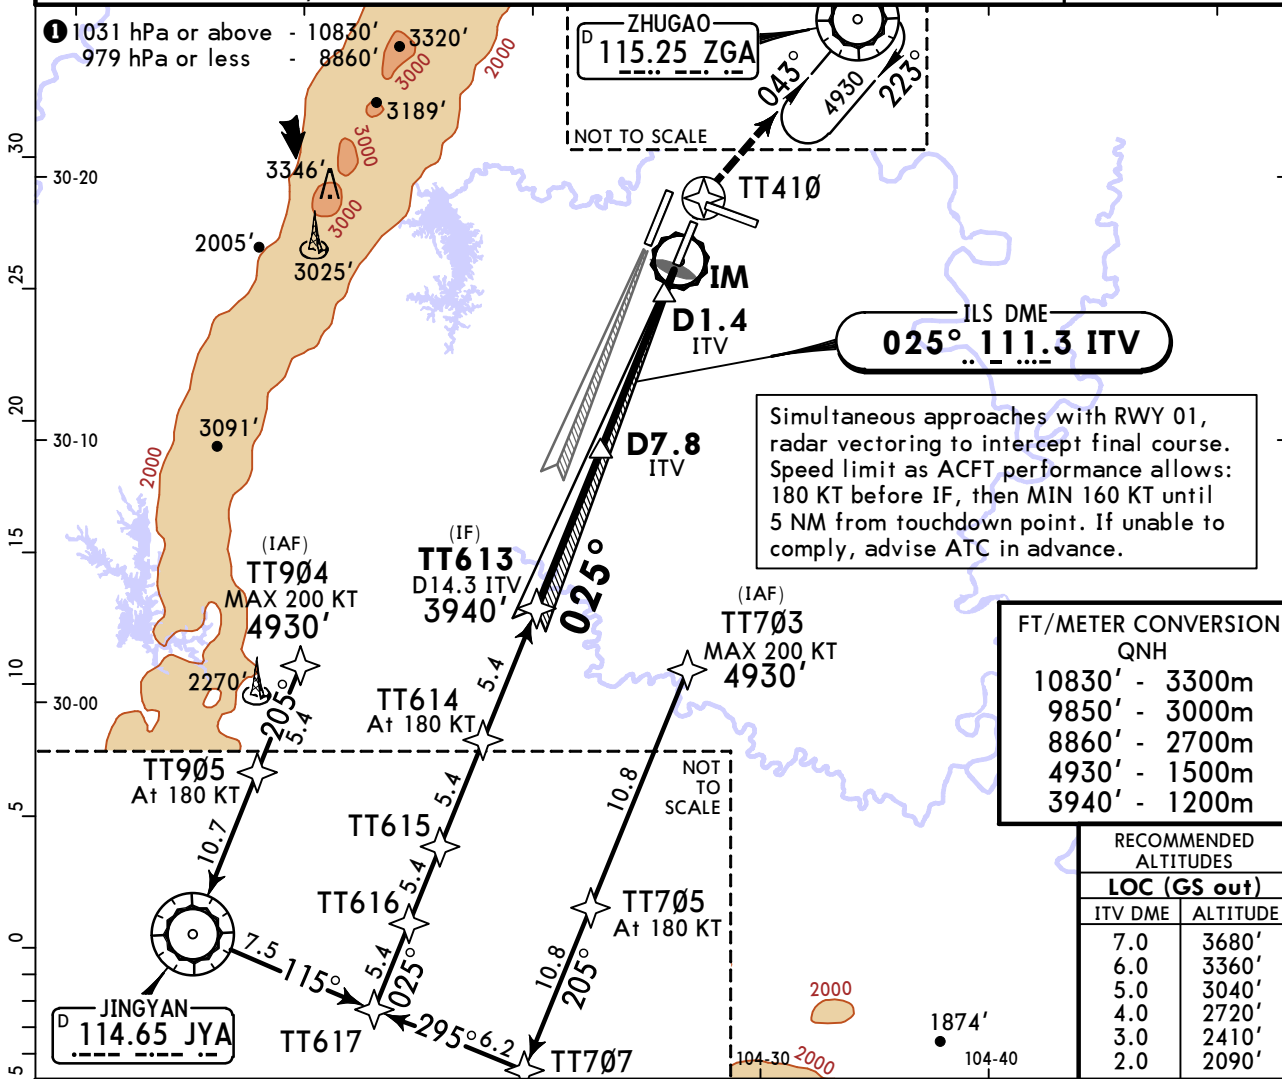 ❶ 1031 hPa or above - 10830'
979 hPa or less - 8860'
3320'
3000
2000
3189'
3000
3346'
3000
2005'
3025'
ZHUGAO
D 115.25 ZGA
043°
4930
223°
NOT TO SCALE
30
30-20
25
20
30-10
15
10
30-00
5
0
5
TT41Ø
IM
D1.4
ITV
ILS DME
025° 111.3 ITV
3091'
2000
D7.8
ITV
Simultaneous approaches with RWY 01,
radar vectoring to intercept final course.
Speed limit as ACFT performance allows:
180 KT before IF, then MIN 160 KT until
5 NM from touchdown point. If unable to
comply, advise ATC in advance.
(IAF)
TT9Ø4
MAX 200 KT
4930'
(IF)
TT613
D14.3 ITV
3940'
025°
(IAF)
TT7Ø3
MAX 200 KT
4930'
2270'
205°
5.4
TT614
At 180 KT
5.4
FT/METER CONVERSION
QNH
10830' - 3300m
9850' - 3000m
8860' - 2700m
4930' - 1500m
3940' - 1200m
TT9Ø5
At 180 KT
10.7
5.4
10.8
NOT
TO
SCALE
TT615
5.4
TT616
5.4
025°
TT7Ø5
At 180 KT
10.8
205°
7.5
115°
JINGYAN
D 114.65 JYA
TT617
295°
6.2
TT7Ø7
RECOMMENDED
ALTITUDES
LOC (GS out)
ITV DME ALTITUDE
7.0 3680'
6.0 3360'
5.0 3040'
4.0 2720'
3.0 2410'
2.0 2090'
2000
1874'
104-30
2000
104-40